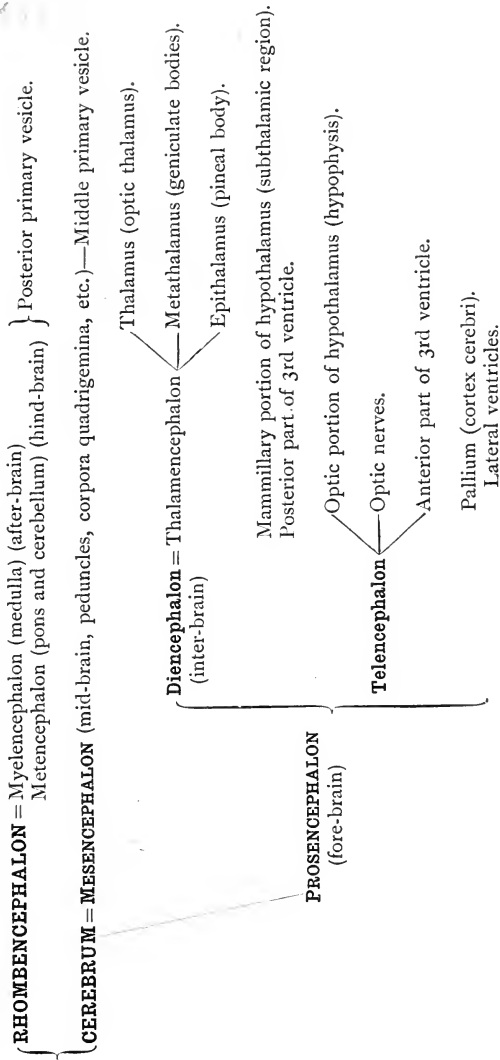 RHOMBENCEPHALON = Myelencephalon (medulla) (after-brain)
Metencephalon (pons and cerebellum) (hind-brain) } Posterior primary vesicle.
CEREBRUM = MESENCEPHALON (mid-brain, peduncles, corpora quadrigemina, etc.)—Middle primary vesicle.
Thalamus (optic thalamus).
Diencephalon = Thalamencephalon — Metathalamus (geniculate bodies).
(inter-brain)
Epithalamus (pineal body).
Mammillary portion of hypothalamus (subthalamic region).
Posterior part of 3rd ventricle.
PROSENCEPHALON
(fore-brain)
Optic portion of hypothalamus (hypophysis).
Telencephalon — Optic nerves.
Anterior part of 3rd ventricle.
Pallium (cortex cerebri).
Lateral ventricles.